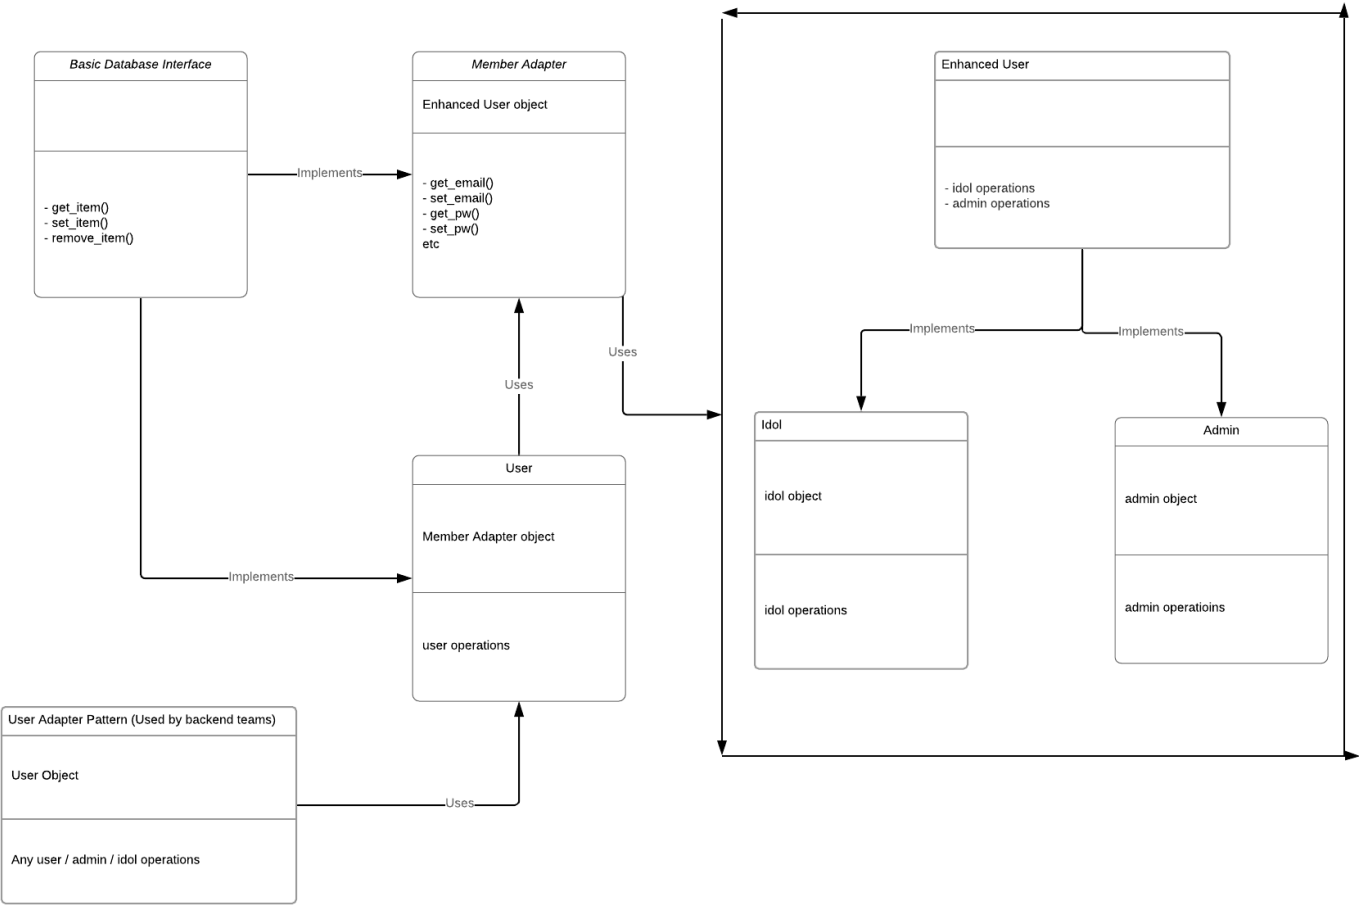 Basic Database Interface
- get_item()
- set_item()
- remove_item()
Implements
Member Adapter
Enhanced User object
- get_email()
- set_email()
- get_pw()
- set_pw()
etc
Enhanced User
- idol operations
- admin operations
Implements
Implements
Uses
Uses
Idol
idol object
idol operations
Admin
admin object
admin operatioins
User
Member Adapter object
user operations
Implements
User Adapter Pattern (Used by backend teams)
User Object
Any user / admin / idol operations
Uses